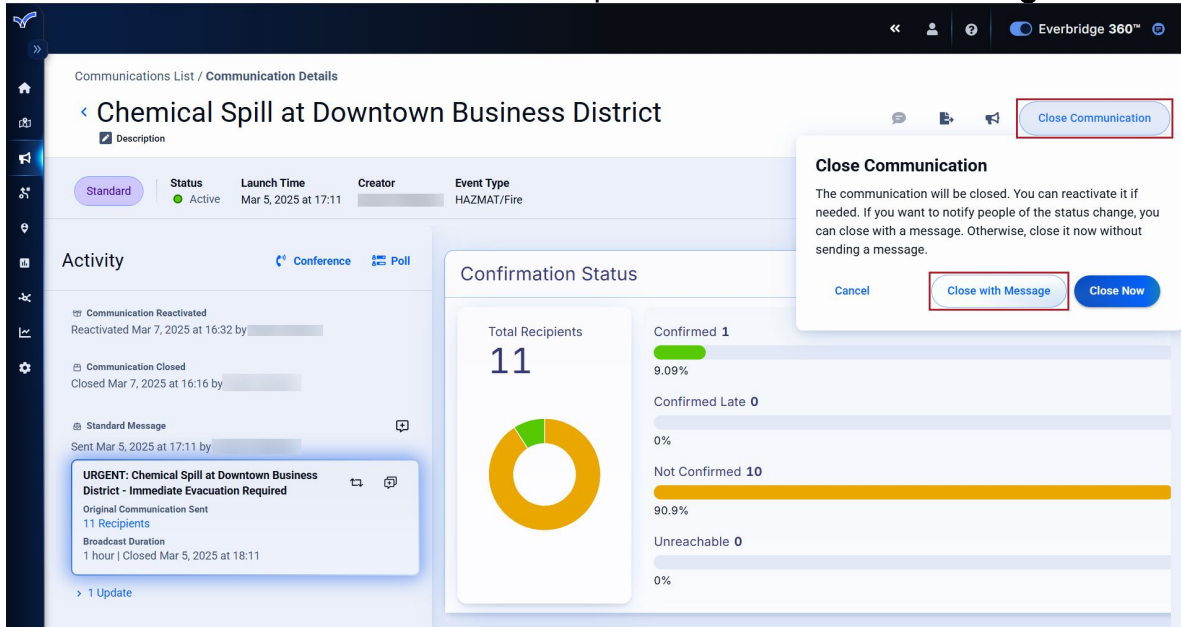 Everbridge 360™
Communications List / Communication Details
Chemical Spill at Downtown Business District
Description
Close Communication
Standard
Status
Active
Launch Time
Mar 5, 2025 at 17:11
Creator
Event Type
HAZMAT/Fire
Close Communication
The communication will be closed. You can reactivate it if
needed. If you want to notify people of the status change, you
can close with a message. Otherwise, close it now without
sending a message.
Cancel
Close with Message
Close Now
Activity
Conference
Poll
Communication Reactivated
Reactivated Mar 7, 2025 at 16:32 by
Communication Closed
Closed Mar 7, 2025 at 16:16 by
Standard Message
Sent Mar 5, 2025 at 17:11 by
URGENT: Chemical Spill at Downtown Business
District - Immediate Evacuation Required
Original Communication Sent
11 Recipients
Broadcast Duration
1 hour | Closed Mar 5, 2025 at 18:11
1 Update
Confirmation Status
Total Recipients
11
Confirmed 1
9.09%
Confirmed Late 0
0%
Not Confirmed 10
90.9%
Unreachable 0
0%